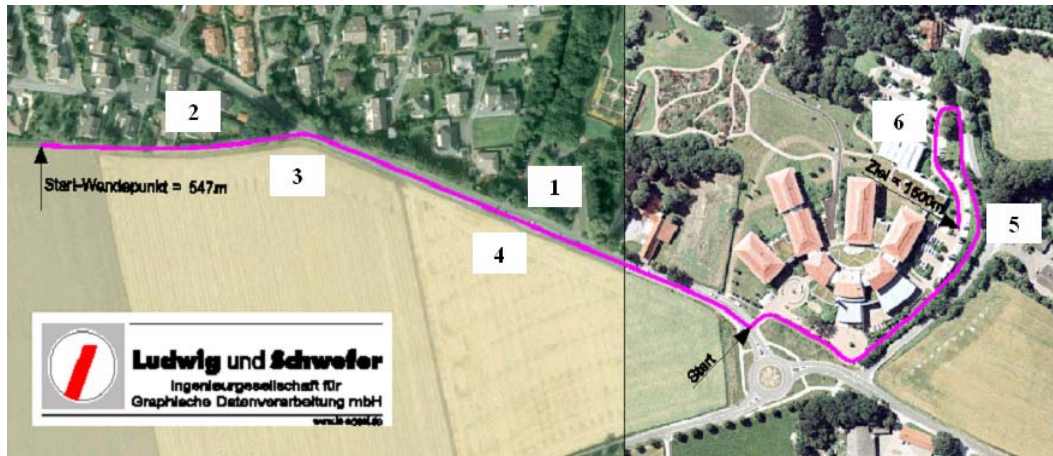 2
6
Start-Wendepunkt = 547m
3
1
Ziel = 1500m
5
4
Start
Ludwig und Schwefer
Ingenieurgesellschaft für
Graphische Datenverarbeitung mbH